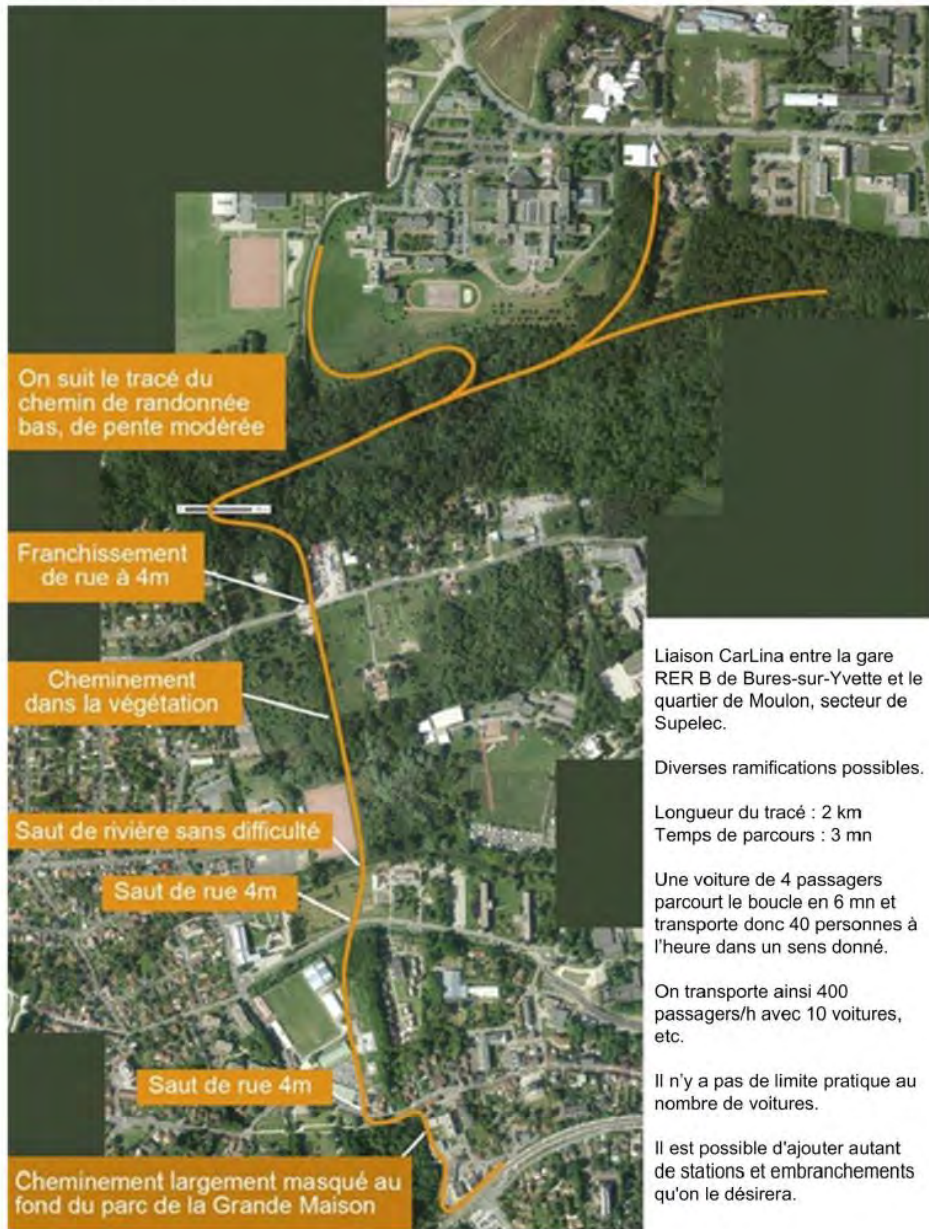 On suit le tracé du
chemin de randonnée
bas, de pente modérée
Franchissement
de rue à 4m
Cheminement
dans la végétation
Saut de rivière sans difficulté
Saut de rue 4m
Saut de rue 4m
Cheminement largement masqué au
fond du parc de la Grande Maison
Liaison CarLina entre la gare
RER B de Bures-sur-Yvette et le
quartier de Moulon, secteur de
Supelec.
Diverses ramifications possibles.
Longueur du tracé : 2 km
Temps de parcours : 3 mn
Une voiture de 4 passagers
parcourt le boucle en 6 mn et
transporte donc 40 personnes à
l'heure dans un sens donné.
On transporte ainsi 400
passagers/h avec 10 voitures,
etc.
Il n'y a pas de limite pratique au
nombre de voitures.
Il est possible d'ajouter autant
de stations et embranchements
qu'on le désirera.